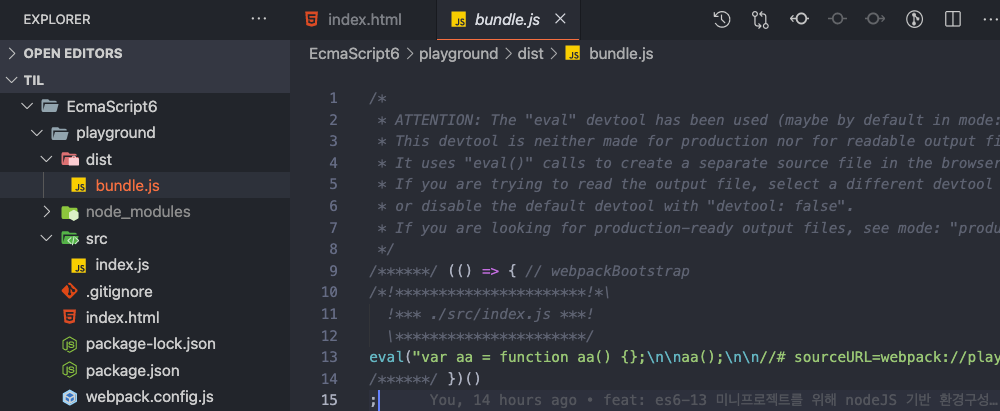 EXPLORER
OPEN EDITORS
TIL
EcmaScript6
playground
dist
bundle.js
node_modules
src
index.js
.gitignore
index.html
package-lock.json
package.json
webpack.config.js
index.html
bundle.js
EcmaScript6 > playground > dist > bundle.js
1 /*
2 * ATTENTION: The "eval" devtool has been used (maybe by default in mode:
3 * This devtool is neither made for production nor for readable output fi
4 * It uses "eval()" calls to create a separate source file in the browser
5 * If you are trying to read the output file, select a different devtool
6 * or disable the default devtool with "devtool: false".
7 * If you are looking for production-ready output files, see mode: "produ
8 */
9 /******/ (() => { // webpackBootstrap
10 /*!**********************!*\
11 !*** ./src/index.js ***!
12 \**********************/
13 eval("var aa = function aa() {};\n\naa();\n\n//# sourceURL=webpack://play
14 /******/ })()
15 ; You, 14 hours ago • feat: es6-13 미니프로젝트를 위해 nodeJS 기반 환경구성…